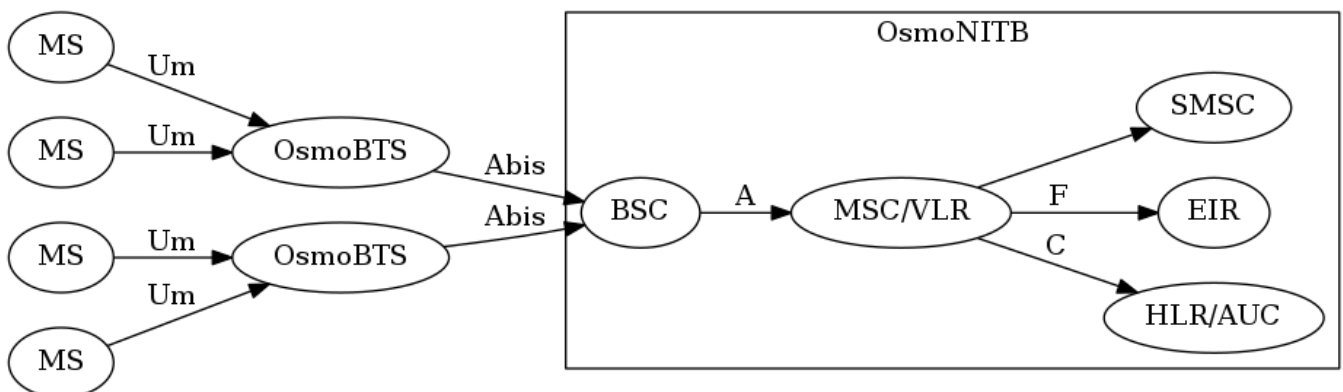 OsmoNITB
MS
Um
MS
Um
OsmoBTS
Abis
MS
Um
OsmoBTS
Abis
MS
Um
BSC
A
MSC/VLR
SMSC
F
EIR
C
HLR/AUC